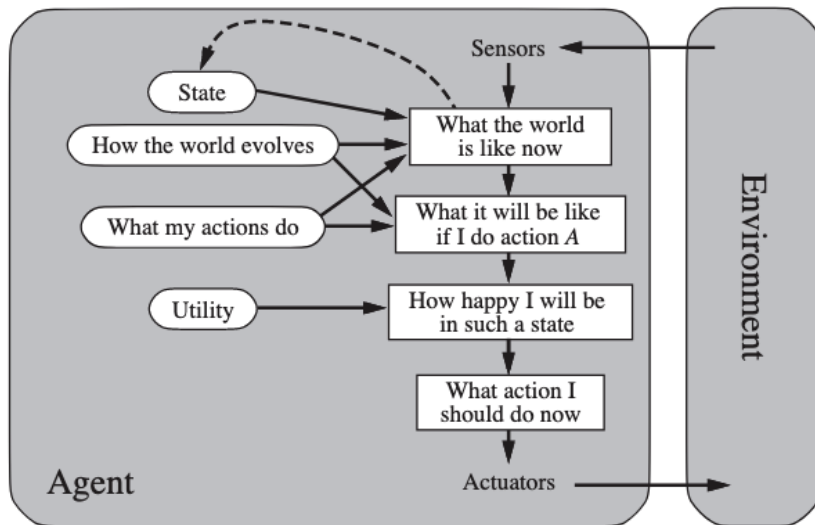 Sensors
State
What the world
is like now
How the world evolves
What my actions do
What it will be like
if I do action A
Utility
How happy I will be
in such a state
What action I
should do now
Agent
Actuators
Environment